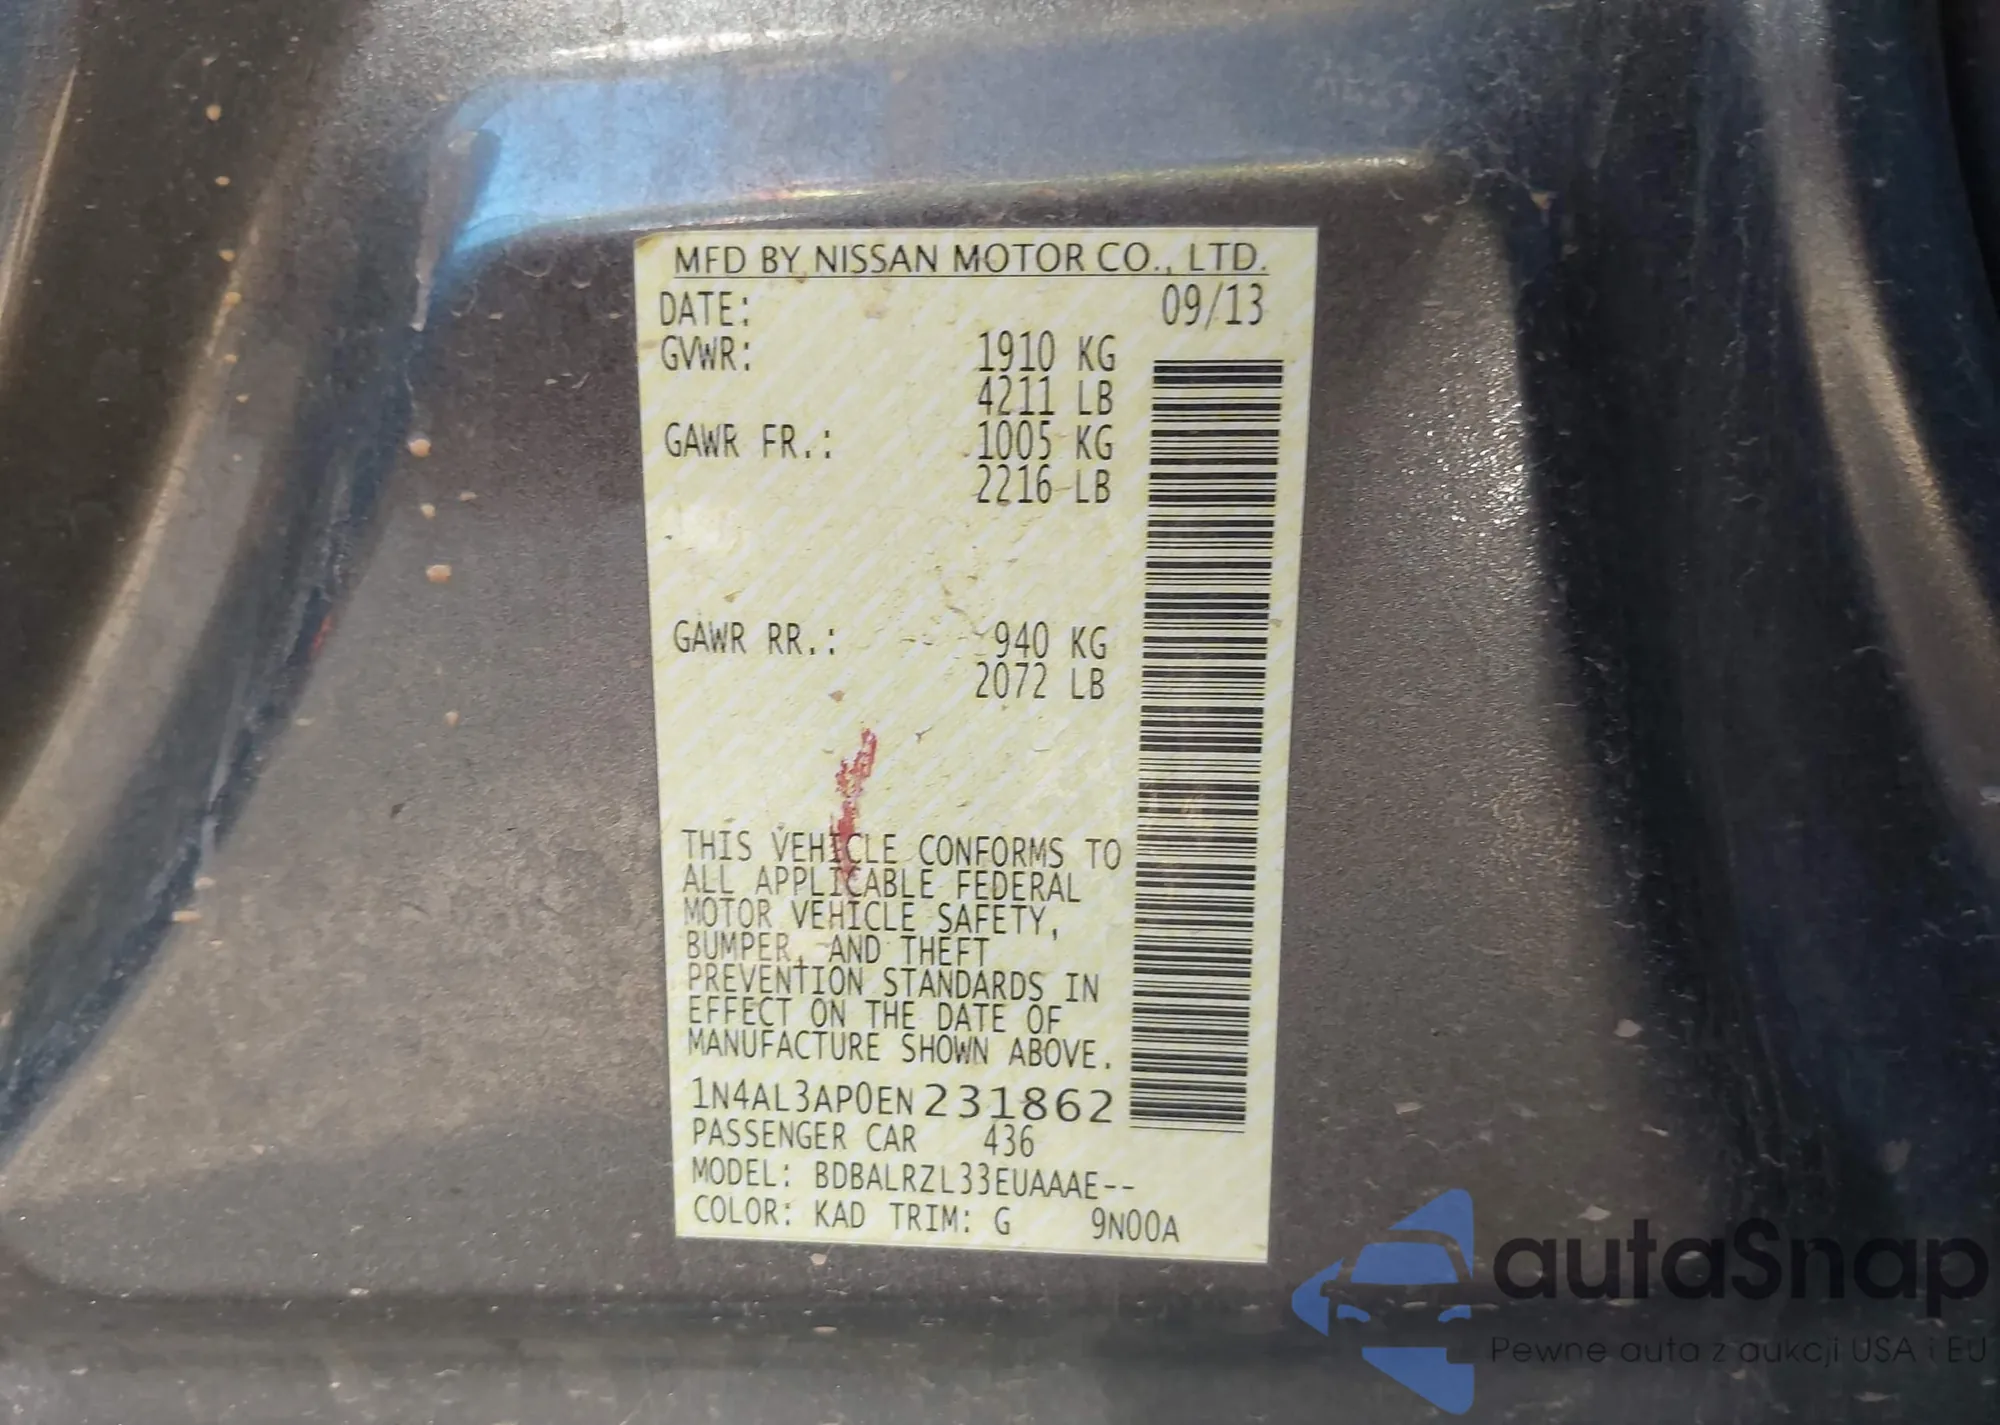 MFD BY NISSAN MOTOR CO., LTD.
DATE: 09/13
GVWR: 1910 KG
4211 LB
GAWR FR.: 1005 KG
2216 LB
GAWR RR.: 940 KG
2072 LB
THIS VEHICLE CONFORMS TO
ALL APPLICABLE FEDERAL
MOTOR VEHICLE SAFETY,
BUMPER, AND THEFT
PREVENTION STANDARDS IN
EFFECT ON THE DATE OF
MANUFACTURE SHOWN ABOVE.
1N4AL3AP0EN231862
PASSENGER CAR 436
MODEL: BDBALRZL33EUAAAE--
COLOR: KAD TRIM: G 9N00A
autaSnap
Pewne auta z aukcji USA i EU